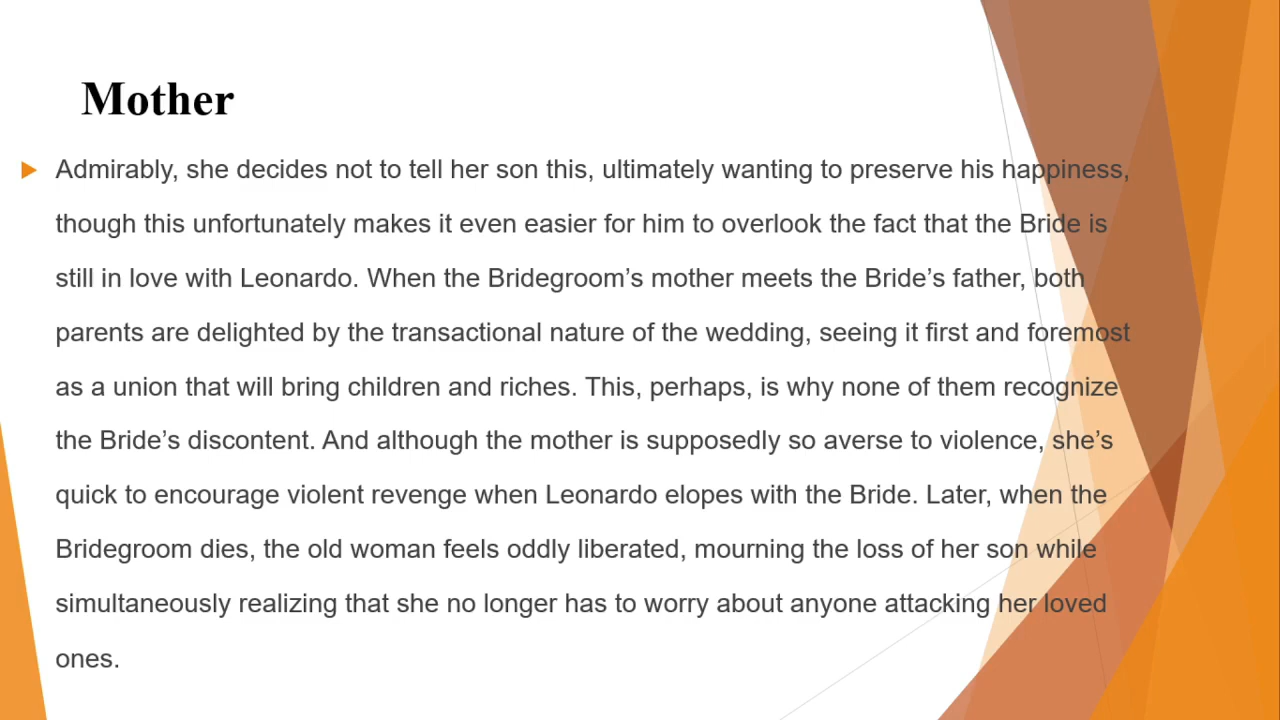 Mother
Admirably, she decides not to tell her son this, ultimately wanting to preserve his happiness,
though this unfortunately makes it even easier for him to overlook the fact that the Bride is
still in love with Leonardo. When the Bridegroom’s mother meets the Bride’s father, both
parents are delighted by the transactional nature of the wedding, seeing it first and foremost
as a union that will bring children and riches. This, perhaps, is why none of them recognize
the Bride’s discontent. And although the mother is supposedly so averse to violence, she’s
quick to encourage violent revenge when Leonardo elopes with the Bride. Later, when the
Bridegroom dies, the old woman feels oddly liberated, mourning the loss of her son while
simultaneously realizing that she no longer has to worry about anyone attacking her loved
ones.